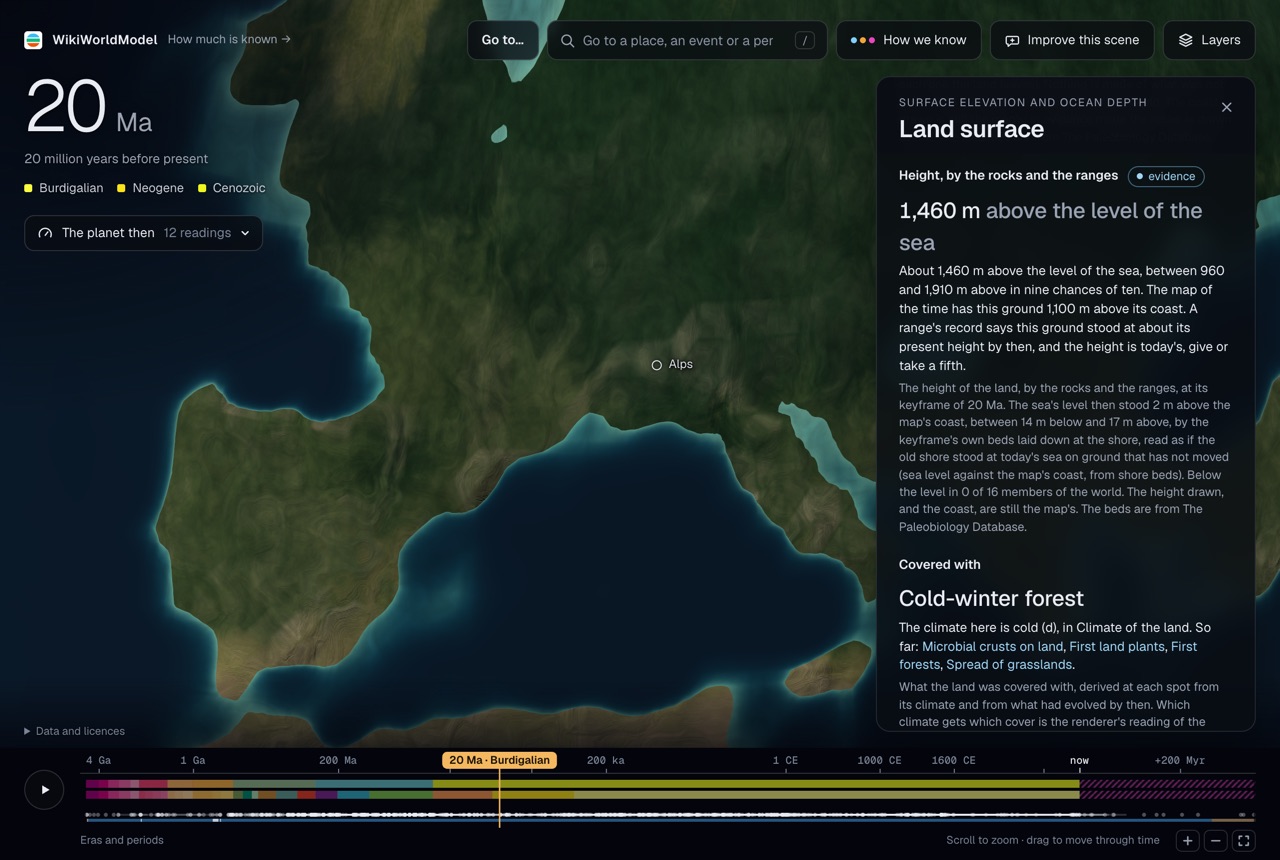 WikiWorldModel
How much is known →
Go to...
Go to a place, an event or a per
/
How we know
Improve this scene
Layers
20 Ma
20 million years before present
Burdigalian
Neogene
Cenozoic
The planet then 12 readings
Alps
SURFACE ELEVATION AND OCEAN DEPTH
Land surface
Height, by the rocks and the ranges
evidence
1,460 m above the level of the
sea
About 1,460 m above the level of the sea, between 960
and 1,910 m above in nine chances of ten. The map of
the time has this ground 1,100 m above its coast. A
range's record says this ground stood at about its
present height by then, and the height is today's, give or
take a fifth.
The height of the land, by the rocks and the ranges, at its
keyframe of 20 Ma. The sea's level then stood 2 m above the
map's coast, between 14 m below and 17 m above, by the
keyframe's own beds laid down at the shore, read as if the
old shore stood at today's sea on ground that has not moved
(sea level against the map's coast, from shore beds). Below
the level in 0 of 16 members of the world. The height drawn,
and the coast, are still the map's. The beds are from The
Paleobiology Database.
Covered with
Cold-winter forest
The climate here is cold (d), in Climate of the land. So
far: Microbial crusts on land, First land plants, First
forests, Spread of grasslands.
What the land was covered with, derived at each spot from
its climate and from what had evolved by then. Which
climate gets which cover is the renderer's reading of the
Data and licences
4 Ga
1 Ga
200 Ma
20 Ma · Burdigalian
200 ka
1 CE
1000 CE
1600 CE
now
+200 Myr
Eras and periods
Scroll to zoom · drag to move through time